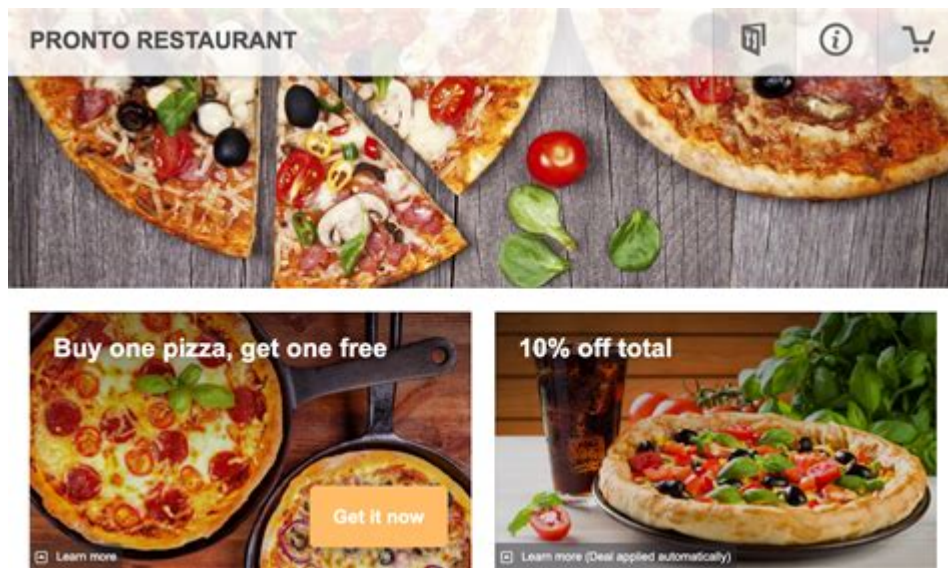 PRONTO RESTAURANT
Buy one pizza, get one free
10% off total
Get it now
Learn more
Learn more (Deal applied automatically)